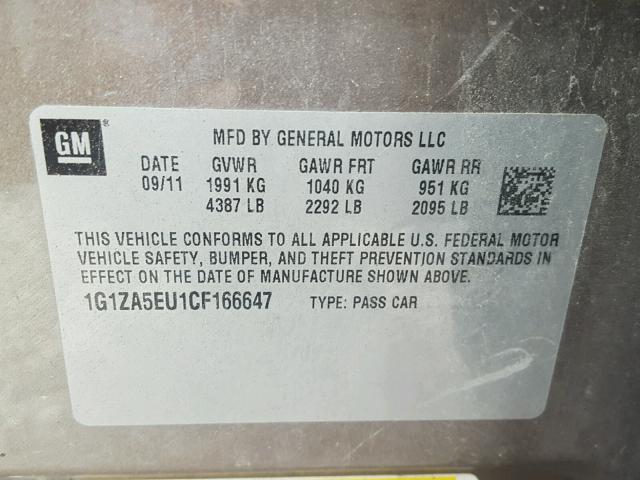 GM ®
MFD BY GENERAL MOTORS LLC
DATE GVWR GAWR FRT GAWR RR
09/11 1991 KG 1040 KG 951 KG
4387 LB 2292 LB 2095 LB
THIS VEHICLE CONFORMS TO ALL APPLICABLE U.S. FEDERAL MOTOR
VEHICLE SAFETY, BUMPER, AND THEFT PREVENTION STANDARDS IN
EFFECT ON THE DATE OF MANUFACTURE SHOWN ABOVE.
1G1ZA5EU1CF166647 TYPE: PASS CAR